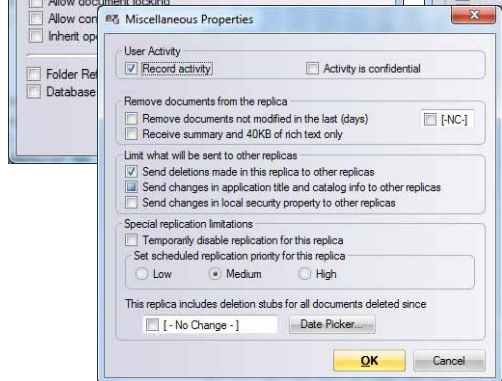 Allow document locking
Allow con
Inherit ope
Folder Ref
Database
Miscellaneous Properties
User Activity
Record activity
Activity is confidential
Remove documents from the replica
Remove documents not modified in the last (days)
[-NC-]
Receive summary and 40KB of rich text only
Limit what will be sent to other replicas
Send deletions made in this replica to other replicas
Send changes in application title and catalog info to other replicas
Send changes in local security property to other replicas
Special replication limitations
Temporarily disable replication for this replica
Set scheduled replication priority for this replica
Low Medium High
This replica includes deletion stubs for all documents deleted since
[ - No Change - ] Date Picker...
OK Cancel